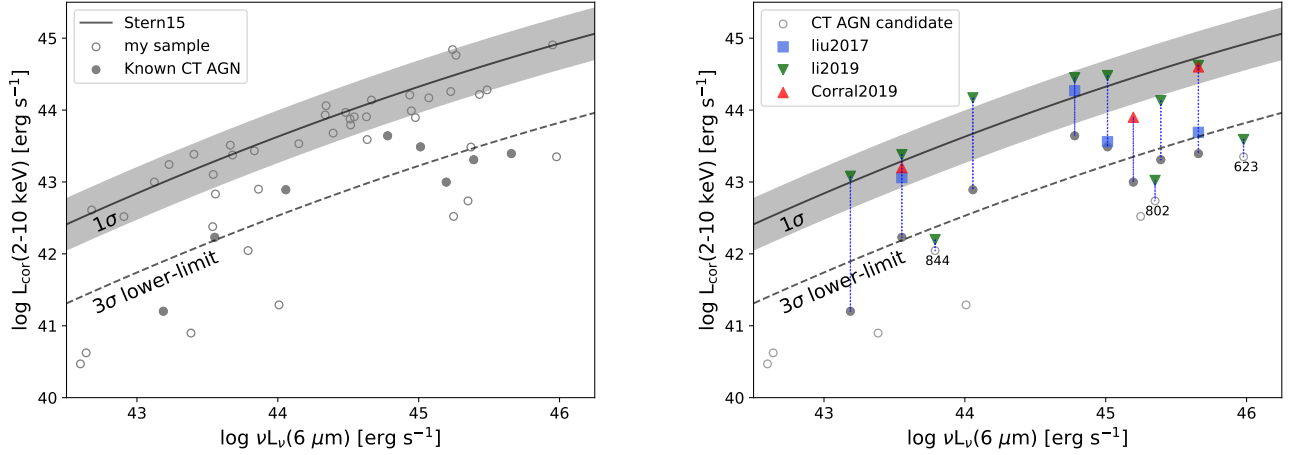 log L_cor(2-10 keV) [erg s⁻¹]
45
44
43
42
41
40
Stern15
my sample
Known CT AGN
1σ
3σ lower-limit
43
44
45
46
log νL_ν(6 μm) [erg s⁻¹]
log L_cor(2-10 keV) [erg s⁻¹]
45
44
43
42
41
40
CT AGN candidate
liu2017
li2019
Corral2019
1σ
3σ lower-limit
623
802
844
43
44
45
46
log νL_ν(6 μm) [erg s⁻¹]